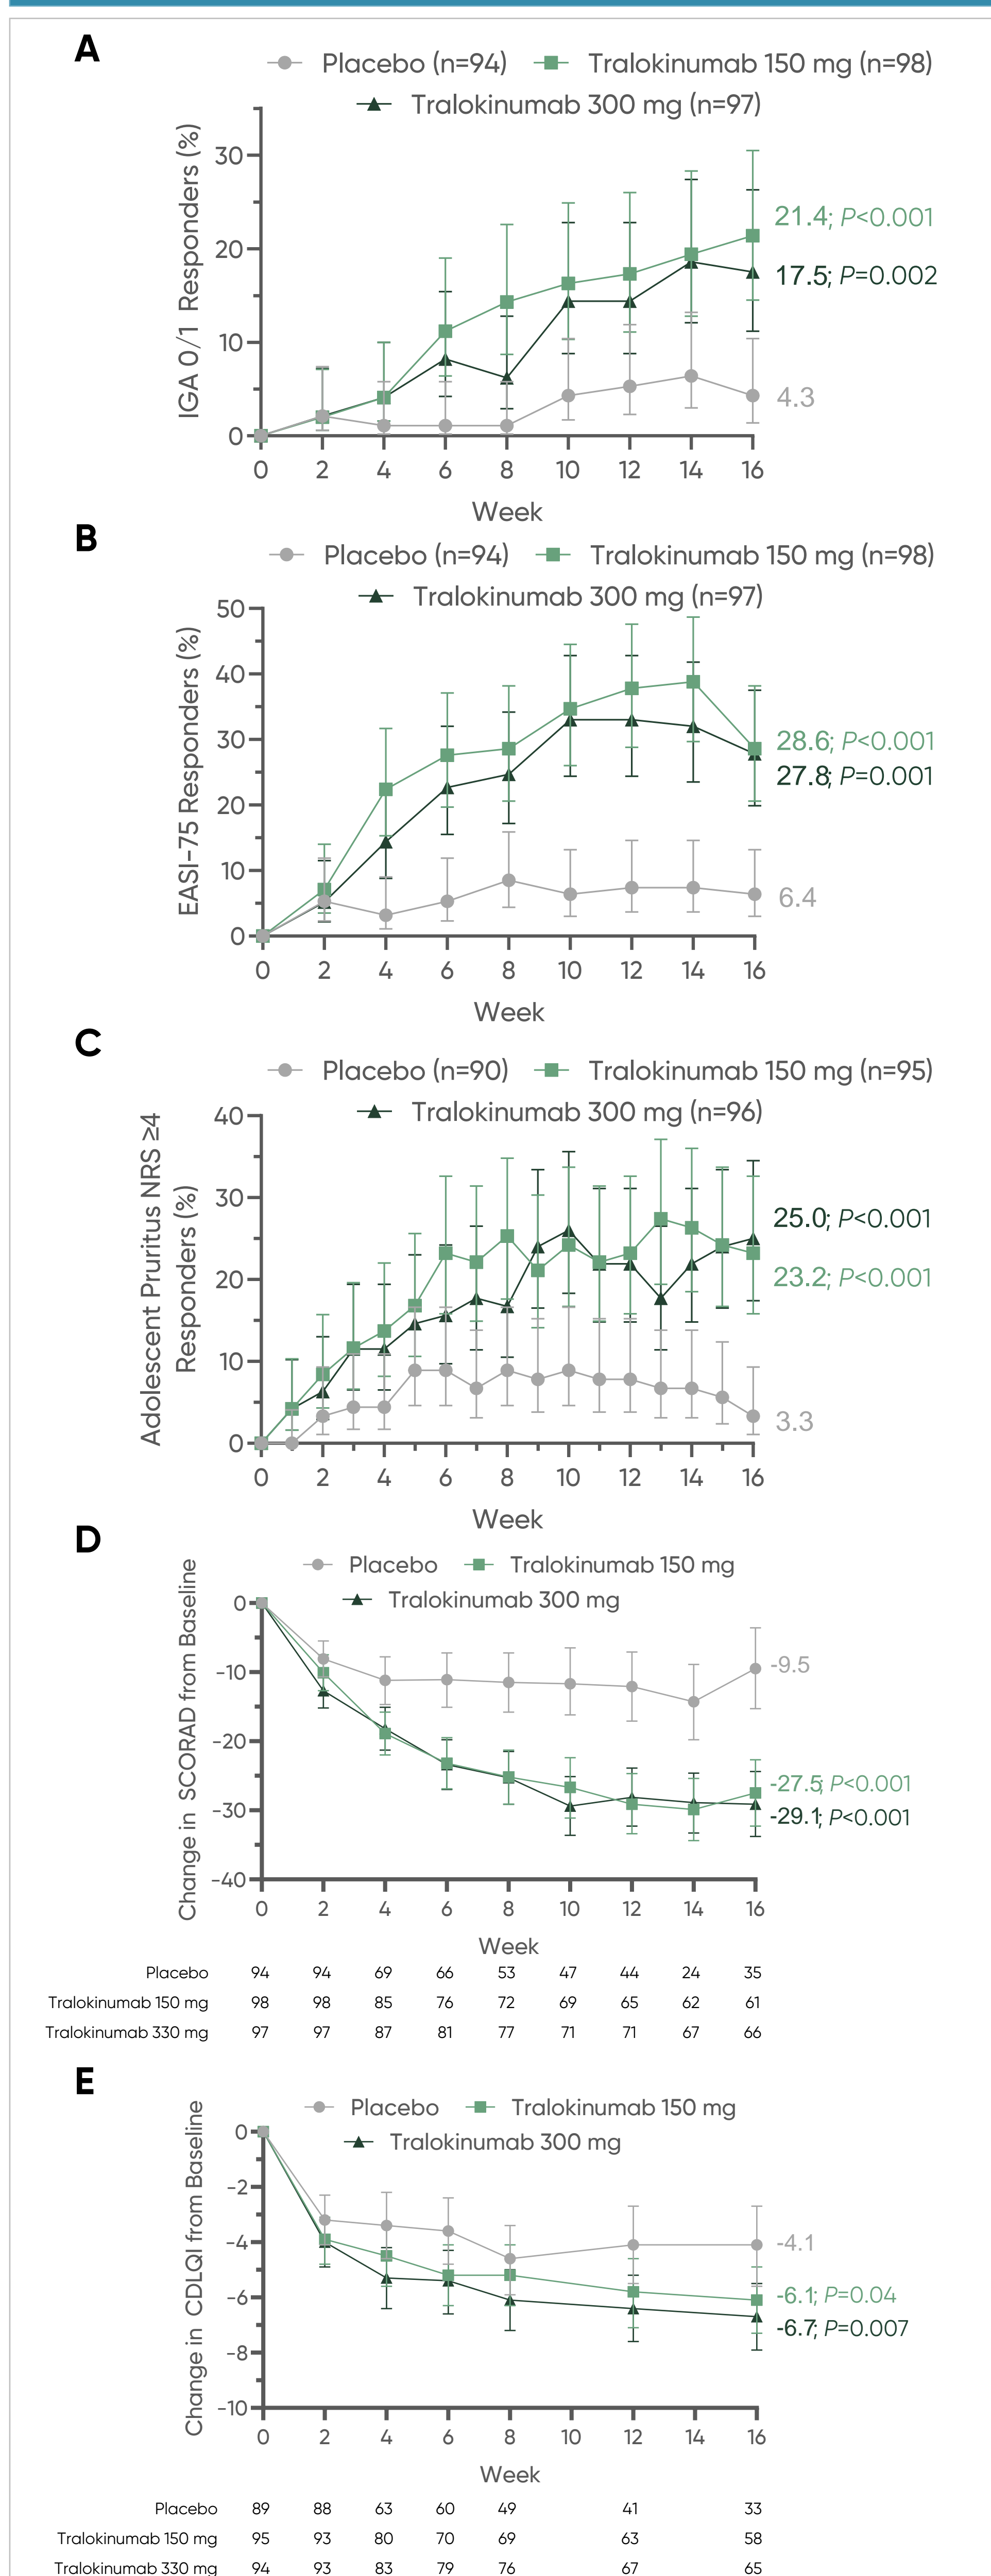 A
Placebo (n=94) Tralokinumab 150 mg (n=98)
Tralokinumab 300 mg (n=97)
IGA 0/1 Responders (%)
30
20
10
0
21.4; P<0.001
17.5; P=0.002
4.3
0 2 4 6 8 10 12 14 16
Week
B
Placebo (n=94) Tralokinumab 150 mg (n=98)
Tralokinumab 300 mg (n=97)
EASI-75 Responders (%)
50
40
30
20
10
0
28.6; P<0.001
27.8; P=0.001
6.4
0 2 4 6 8 10 12 14 16
Week
C
Placebo (n=90) Tralokinumab 150 mg (n=95)
Tralokinumab 300 mg (n=96)
Adolescent Pruritus NRS ≥4
Responders (%)
40
30
20
10
0
25.0; P<0.001
23.2; P<0.001
3.3
0 2 4 6 8 10 12 14 16
Week
D
Placebo Tralokinumab 150 mg
Tralokinumab 300 mg
Change in SCORAD from Baseline
0
-10
-20
-30
-40
-9.5
-27.5; P<0.001
-29.1; P<0.001
0 2 4 6 8 10 12 14 16
Week
Placebo 94 94 69 66 53 47 44 24 35
Tralokinumab 150 mg 98 98 85 76 72 69 65 62 61
Tralokinumab 330 mg 97 97 87 81 77 71 71 67 66
E
Placebo Tralokinumab 150 mg
Tralokinumab 300 mg
Change in CDLQI from Baseline
0
-2
-4
-6
-8
-10
-4.1
-6.1; P=0.04
-6.7; P=0.007
0 2 4 6 8 10 12 14 16
Week
Placebo 89 88 63 60 49 41 33
Tralokinumab 150 mg 95 93 80 70 69 63 58
Tralokinumab 330 mg 94 93 83 79 76 67 65